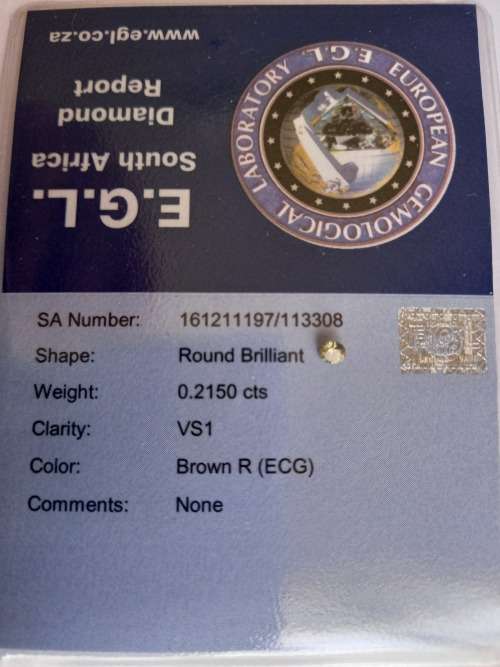 www.egl.co.za
Diamond
Report
South Africa
E.G.L.
E.G.L. EUROPEAN GEMOLOGICAL LABORATORY
SA Number: 161211197/113308
Shape: Round Brilliant
Weight: 0.2150 cts
Clarity: VS1
Color: Brown R (ECG)
Comments: None